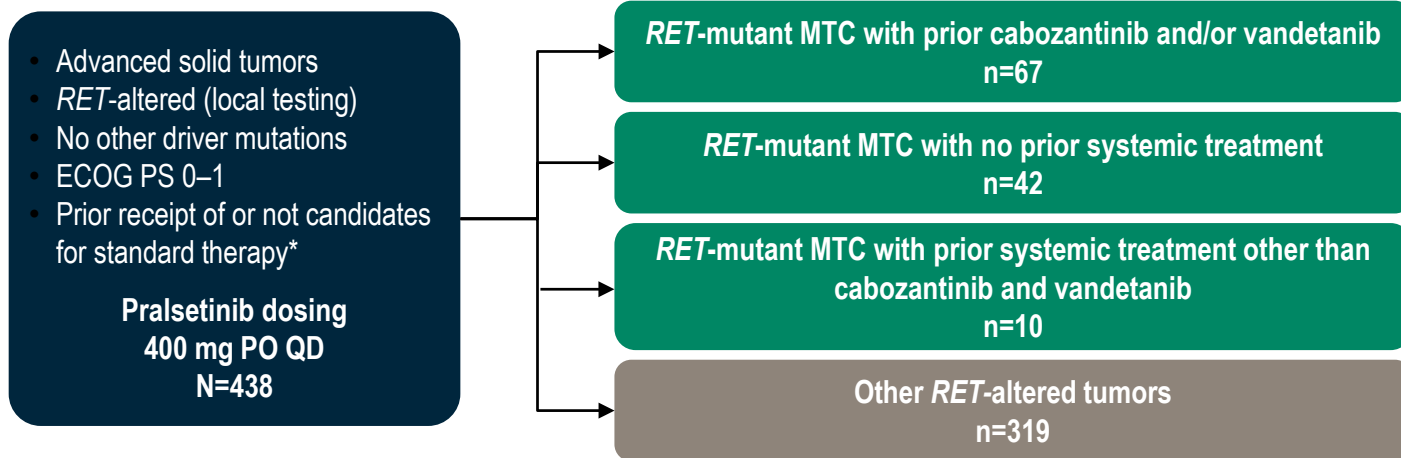 • Advanced solid tumors
• RET-altered (local testing)
• No other driver mutations
• ECOG PS 0–1
• Prior receipt of or not candidates
for standard therapy*
Pralsetinib dosing
400 mg PO QD
N=438
RET-mutant MTC with prior cabozantinib and/or vandetanib
n=67
RET-mutant MTC with no prior systemic treatment
n=42
RET-mutant MTC with prior systemic treatment other than
cabozantinib and vandetanib
n=10
Other RET-altered tumors
n=319